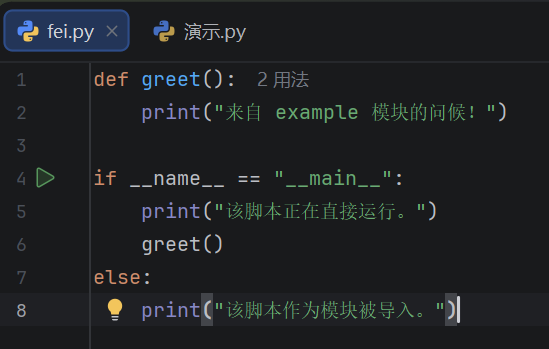 fei.py 演示.py
1 def greet(): 2 用法
2 print("来自 example 模块的问候！")
3
4 if __name__ == "__main__":
5 print("该脚本正在直接运行。")
6 greet()
7 else:
8 print("该脚本作为模块被导入。")